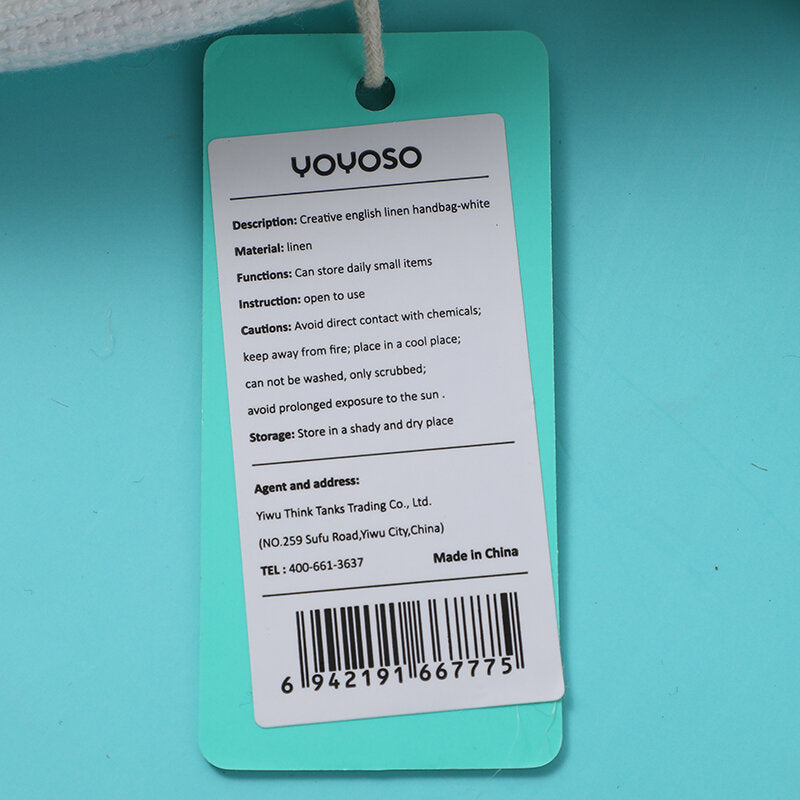 YOYOSO
Description: Creative english linen handbag-white
Material: linen
Functions: Can store daily small items
Instruction: open to use
Cautions: Avoid direct contact with chemicals;
keep away from fire; place in a cool place;
can not be washed, only scrubbed;
avoid prolonged exposure to the sun .
Storage: Store in a shady and dry place
Agent and address:
Yiwu Think Tanks Trading Co., Ltd.
(NO.259 Sufu Road,Yiwu City,China)
TEL : 400-661-3637 Made in China
6 942191 667775